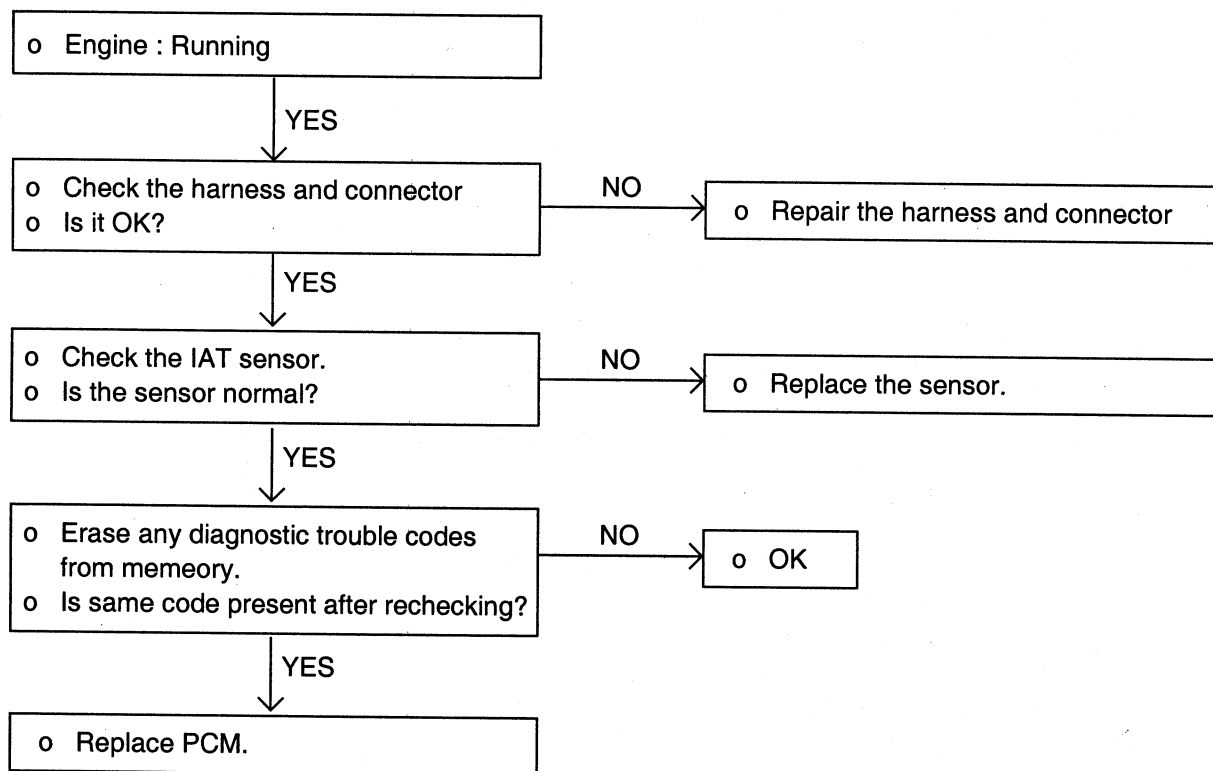 o Engine : Running
YES
o Check the harness and connector
o Is it OK?
NO
o Repair the harness and connector
YES
o Check the IAT sensor.
o Is the sensor normal?
NO
o Replace the sensor.
YES
o Erase any diagnostic trouble codes
from memeory.
o Is same code present after rechecking?
NO
o OK
YES
o Replace PCM.